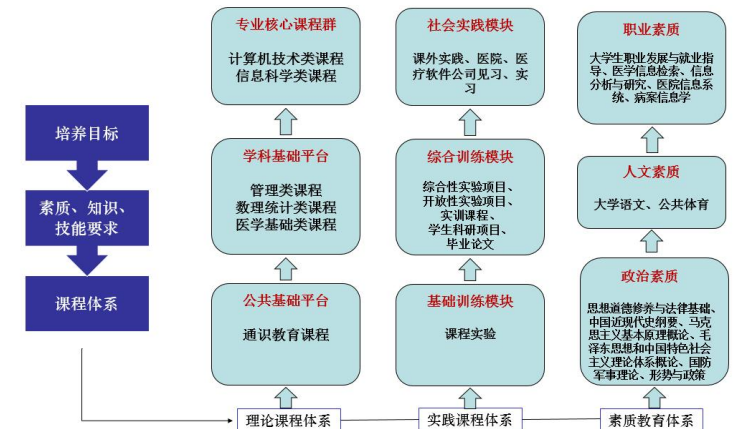 培养目标
素质、知识、
技能要求
课程体系
专业核心课程群
计算机技术类课程
信息科学类课程
学科基础平台
管理类课程
数理统计类课程
医学基础类课程
公共基础平台
通识教育课程
理论课程体系
社会实践模块
课外实践、医院、医
疗软件公司见习、实
习
综合训练模块
综合性实验项目、
开放性实验项目、
实训课程、
学生科研项目、
毕业论文
基础训练模块
课程实验
实践课程体系
职业素质
大学生职业发展与就业指
导、医学信息检索、信息
分析与研究、医院信息系
统、病案信息学
人文素质
大学语文、公共体育
政治素质
思想道德修养与法律基础、
中国近现代史纲要、马克
思主义基本原理概论、毛
泽东思想和中国特色社会
主义理论体系概论、国防
军事理论、形势与政策
素质教育体系